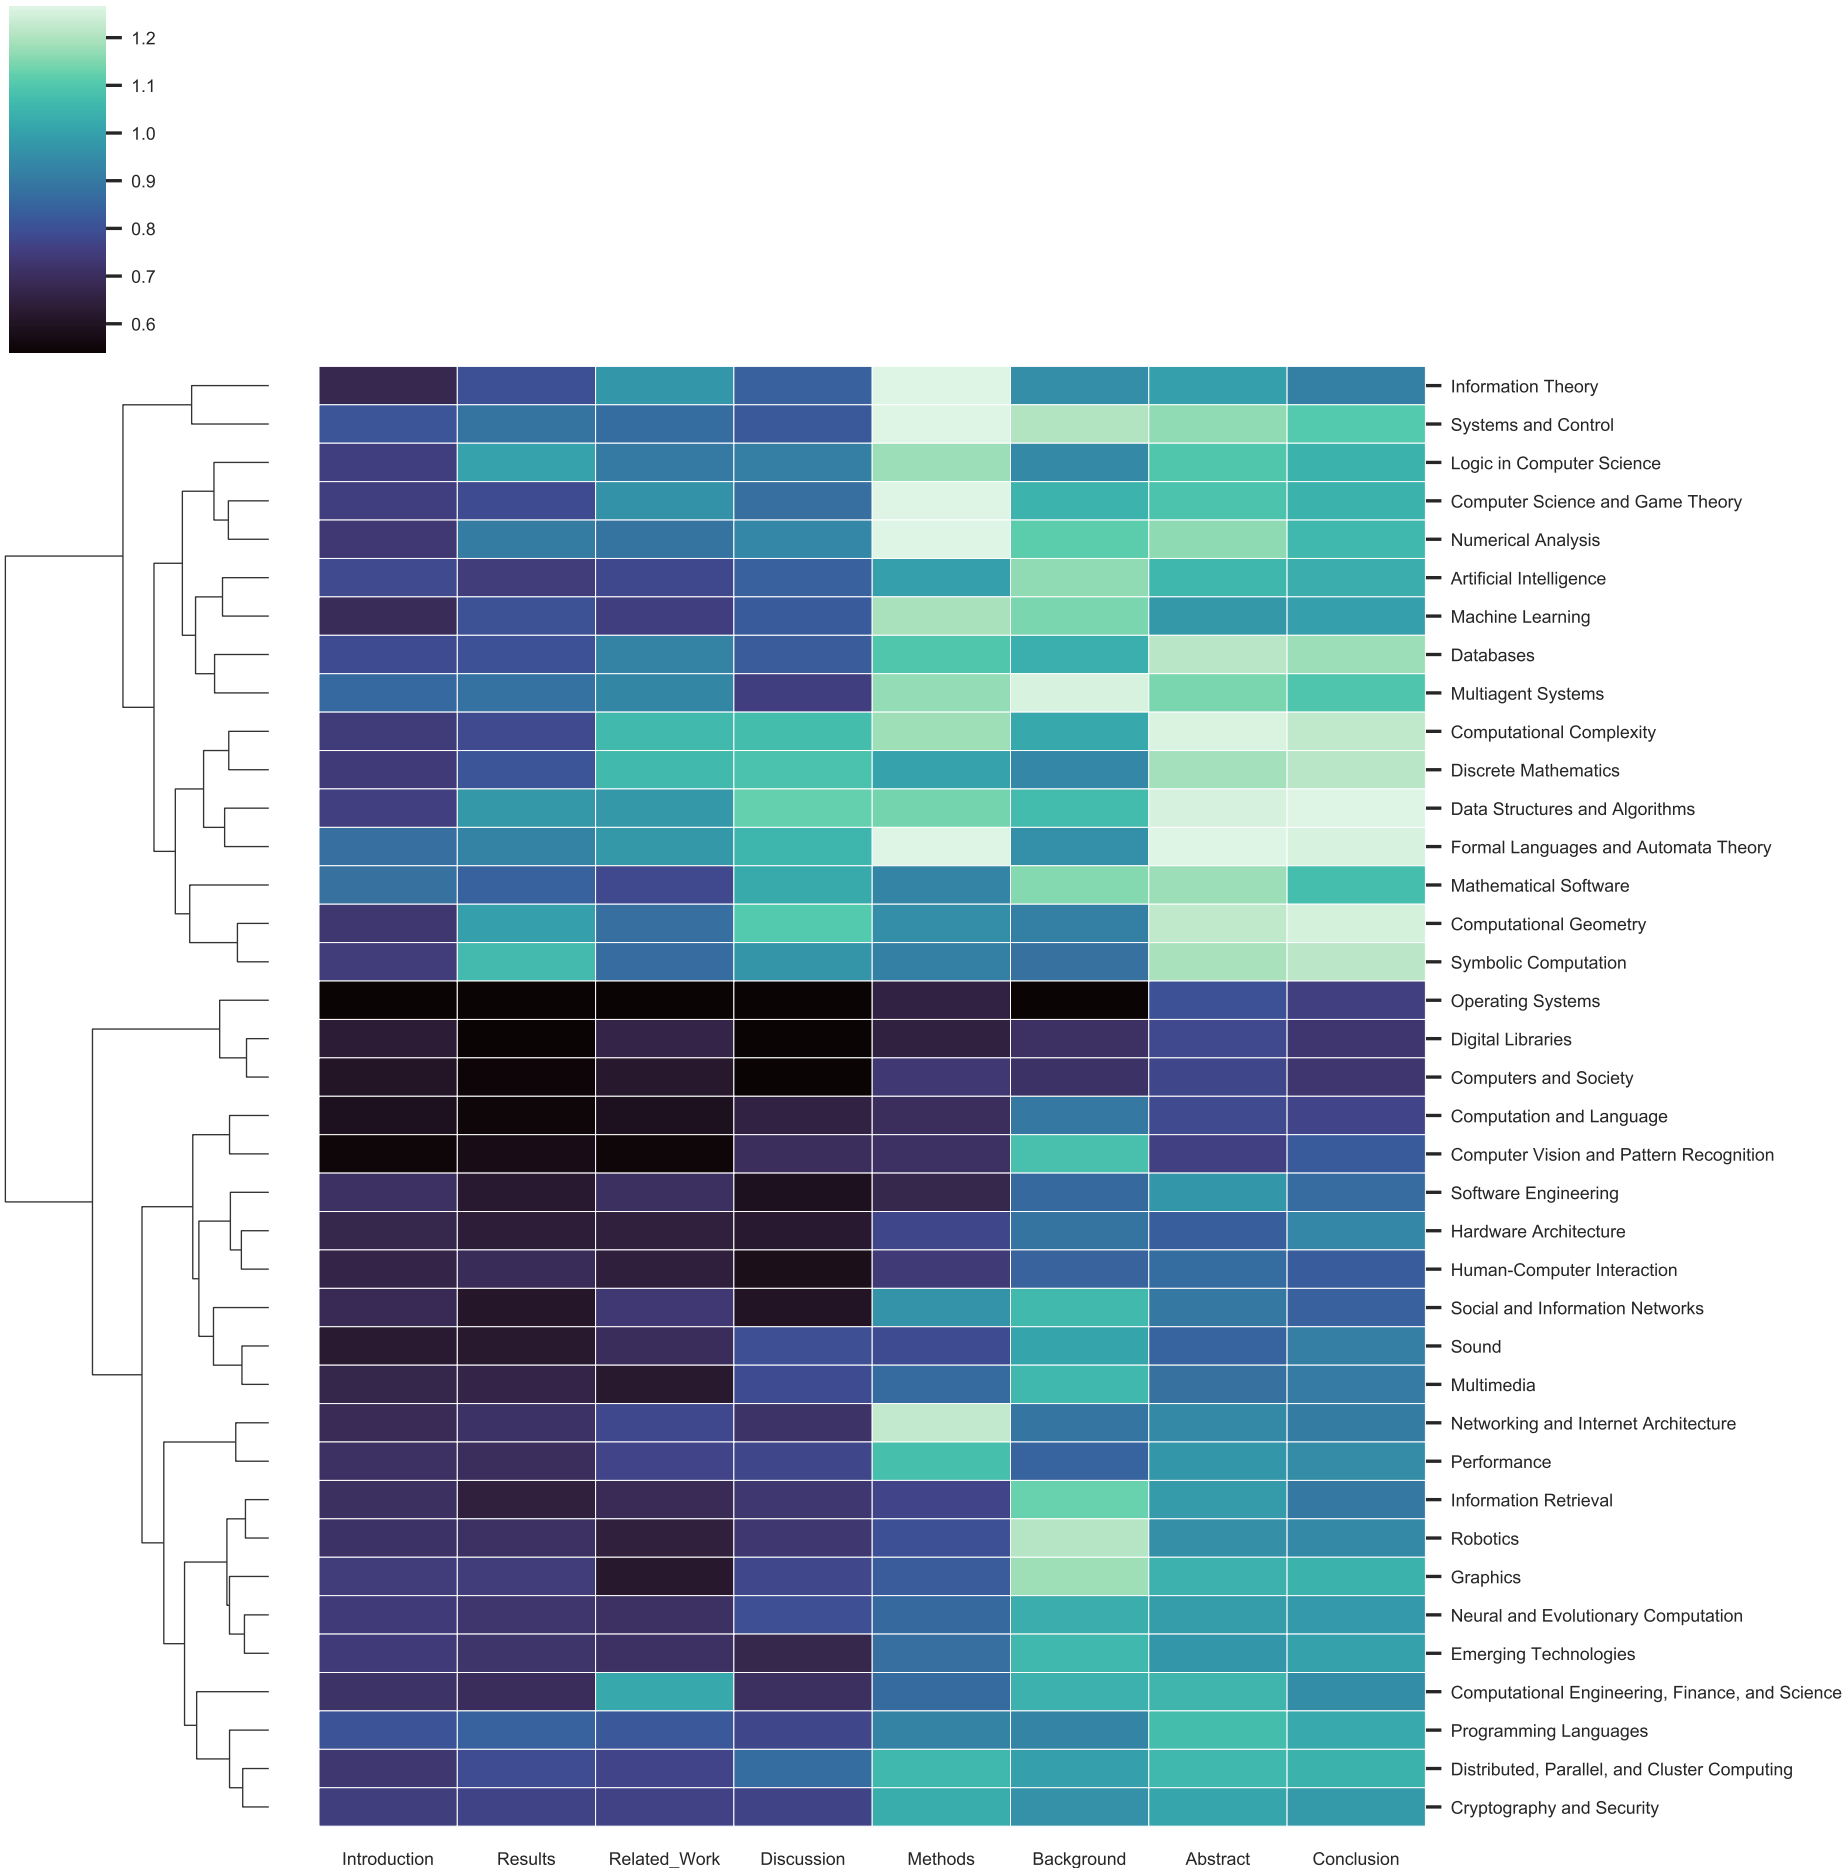 1.2
1.1
1.0
0.9
0.8
0.7
0.6
Information Theory
Systems and Control
Logic in Computer Science
Computer Science and Game Theory
Numerical Analysis
Artificial Intelligence
Machine Learning
Databases
Multiagent Systems
Computational Complexity
Discrete Mathematics
Data Structures and Algorithms
Formal Languages and Automata Theory
Mathematical Software
Computational Geometry
Symbolic Computation
Operating Systems
Digital Libraries
Computers and Society
Computation and Language
Computer Vision and Pattern Recognition
Software Engineering
Hardware Architecture
Human-Computer Interaction
Social and Information Networks
Sound
Multimedia
Networking and Internet Architecture
Performance
Information Retrieval
Robotics
Graphics
Neural and Evolutionary Computation
Emerging Technologies
Computational Engineering, Finance, and Science
Programming Languages
Distributed, Parallel, and Cluster Computing
Cryptography and Security
Introduction Results Related_Work Discussion Methods Background Abstract Conclusion